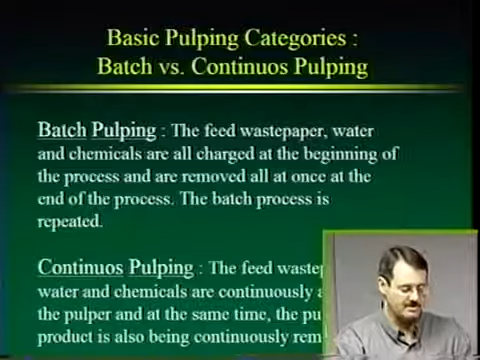 Basic Pulping Categories :
Batch vs. Continuos Pulping
Batch Pulping : The feed wastepaper, water
and chemicals are all charged at the beginning of
the process and are removed all at once at the
end of the process. The batch process is
repeated.
Continuos Pulping : The feed
water and chemicals are continuously
the pulper and at the same time, the
product is also being continuously